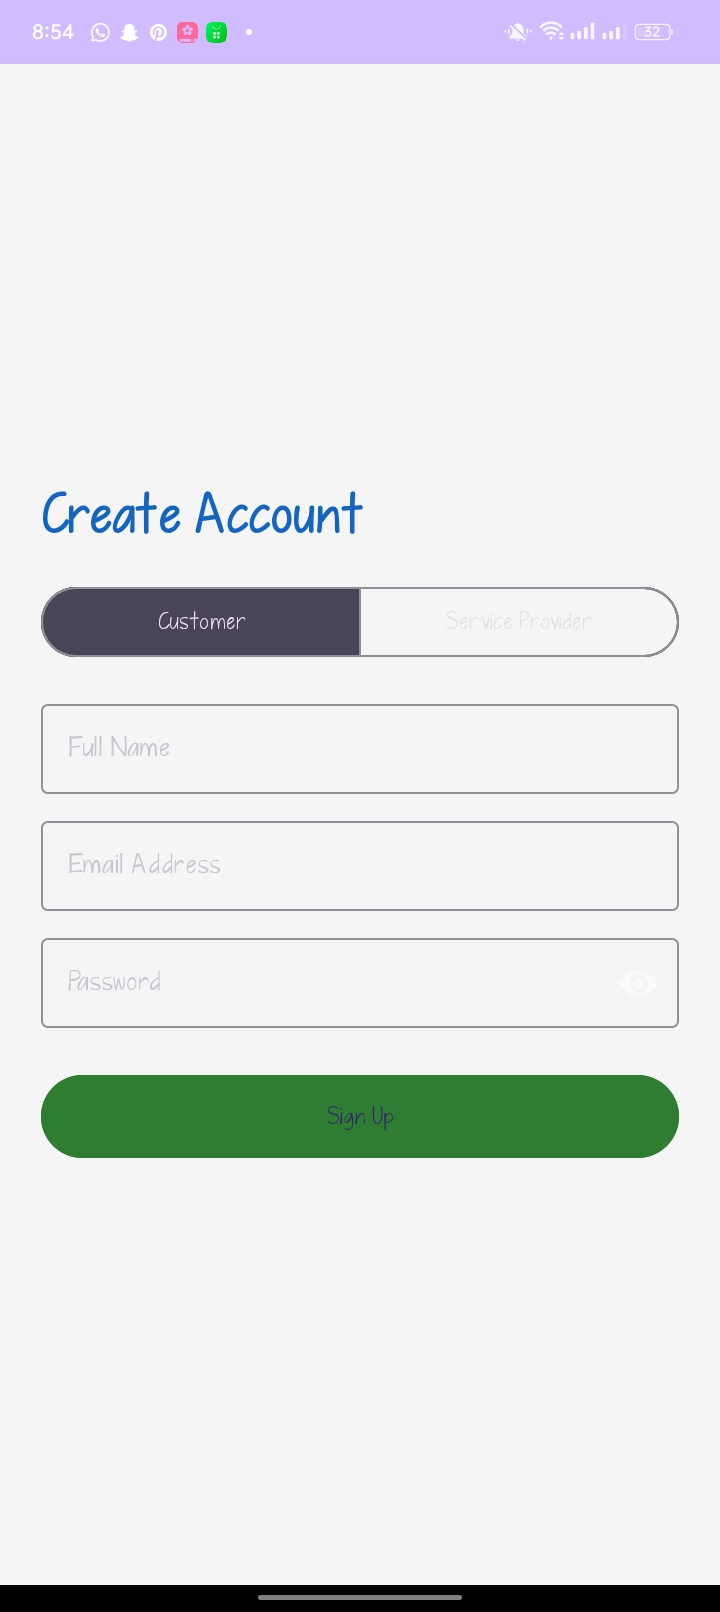 8:54
32
Create Account
Customer
Service Provider
Full Name
Email Address
Password
Sign Up